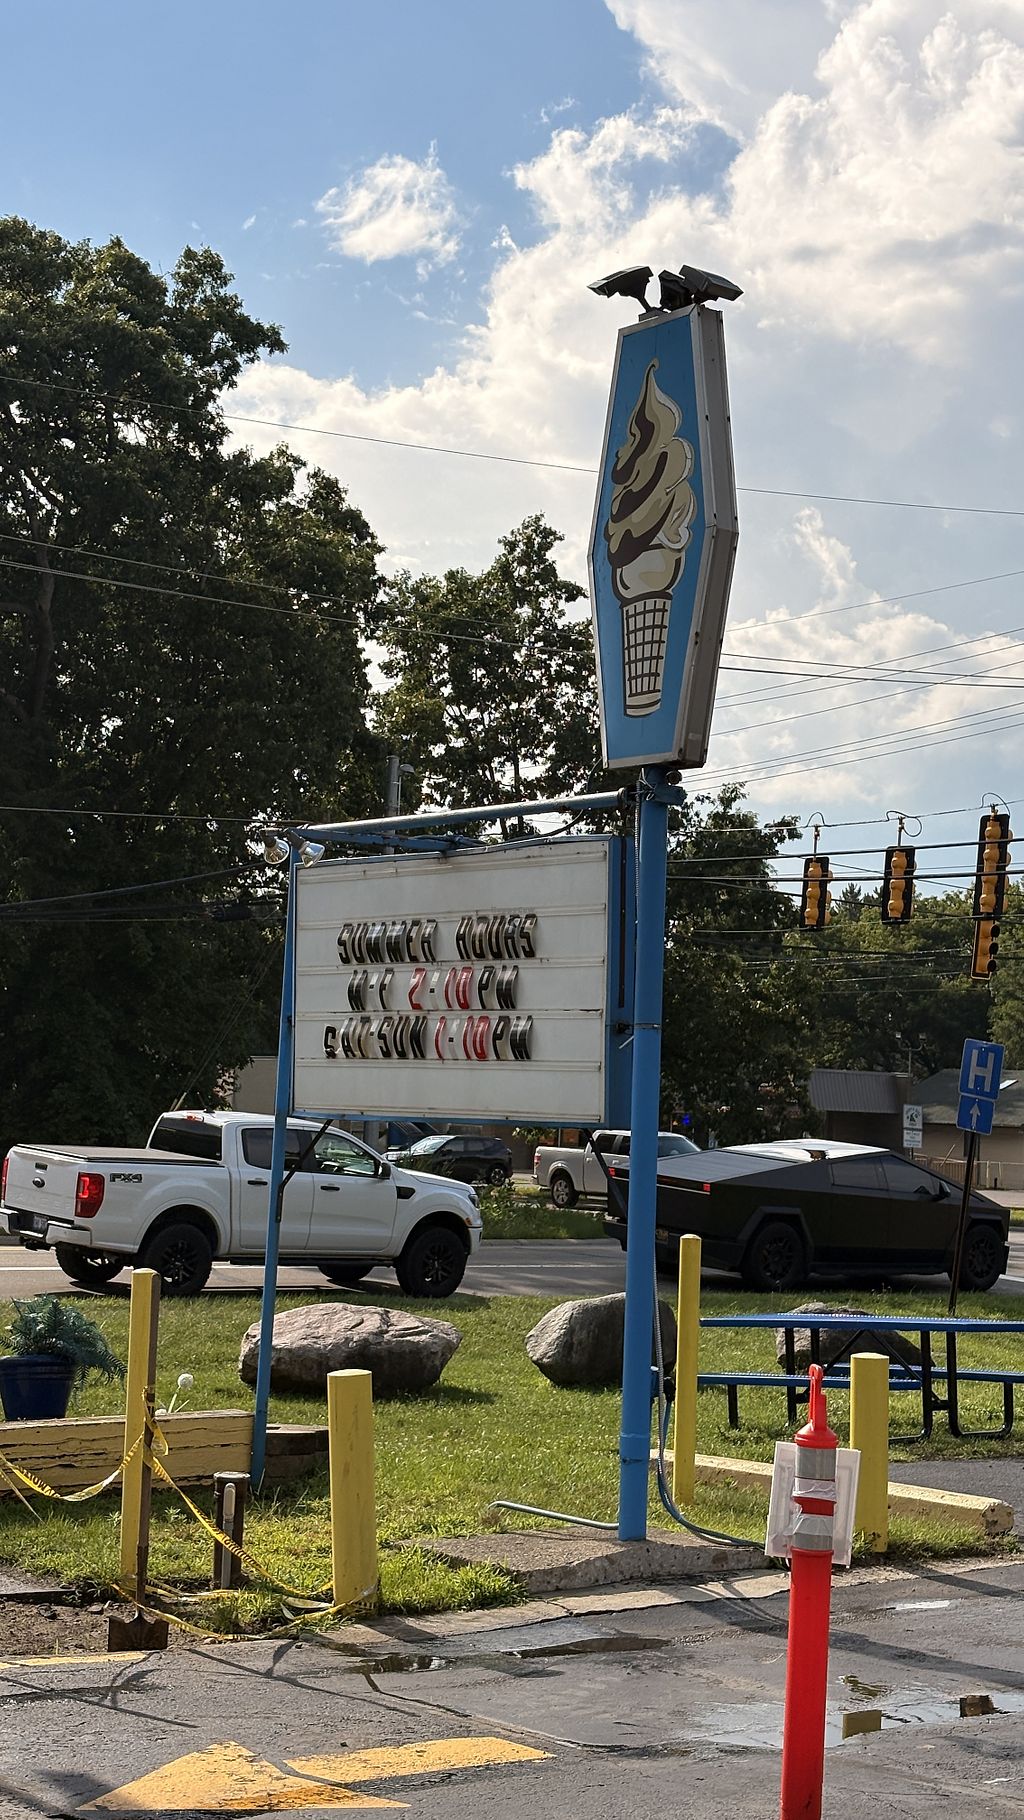 SUMMER HOURS
M-F 2-10PM
SAT-SUN 1-10PM
H
FX4